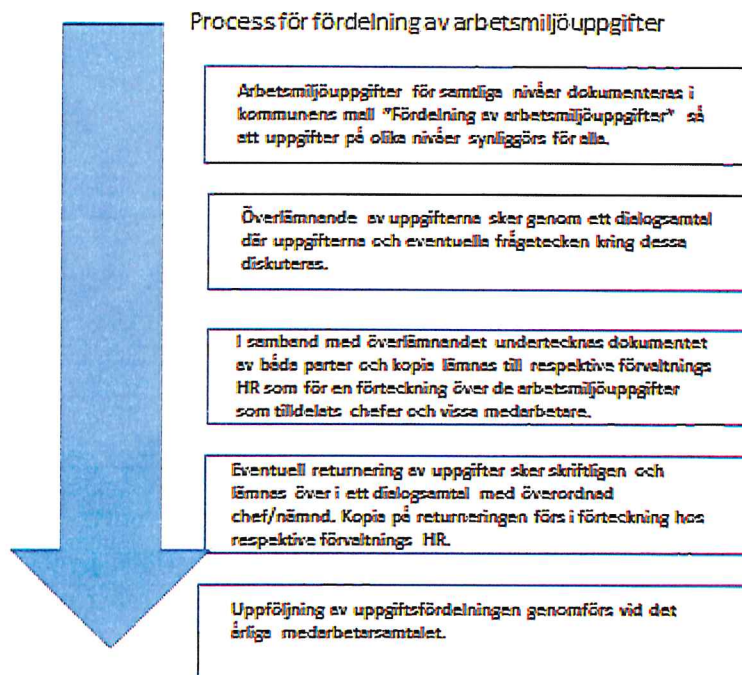 Process för fördelning av arbetsmiljöuppgifter
Arbetsmiljöuppgifter för samtliga nivåer dokumenteras i
kommunens mall "Fördelning av arbetsmiljöuppgifter" så
att uppgifter på olika nivåer synliggörs för alla.
Överlämnande av uppgifterna sker genom ett dialogsamtal
där uppgifterna och eventuella frågetecken kring dessa
diskuteras.
I samband med överlämnandet undertecknas dokumentet
av båda parter och kopia lämnas till respektive förvaltnings
HR som för en förteckning över de arbetsmiljöuppgifter
som tilldelats chefer och vissa medarbetare.
Eventuell returnering av uppgifter sker skriftligen och
lämnas över i ett dialogsamtal med överordnad
chef/nämnd. Kopia på returneringen förs i förteckning hos
respektive förvaltnings HR.
Uppföljning av uppgiftsfördelningen genomförs vid det
årliga medarbetarsamtalet.